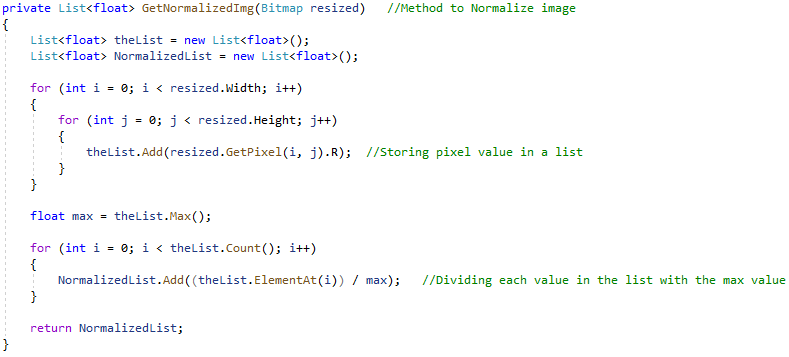 private List<float> GetNormalizedImg(Bitmap resized)   //Method to Normalize image
{
    List<float> theList = new List<float>();
    List<float> NormalizedList = new List<float>();
    for (int i = 0; i < resized.Width; i++)
    {
        for (int j = 0; j < resized.Height; j++)
        {
            theList.Add(resized.GetPixel(i, j).R);  //Storing pixel value in a list
        }
    }
    float max = theList.Max();
    for (int i = 0; i < theList.Count(); i++)
    {
        NormalizedList.Add((theList.ElementAt(i)) / max);   //Dividing each value in the list with the max value
    }
    return NormalizedList;
}